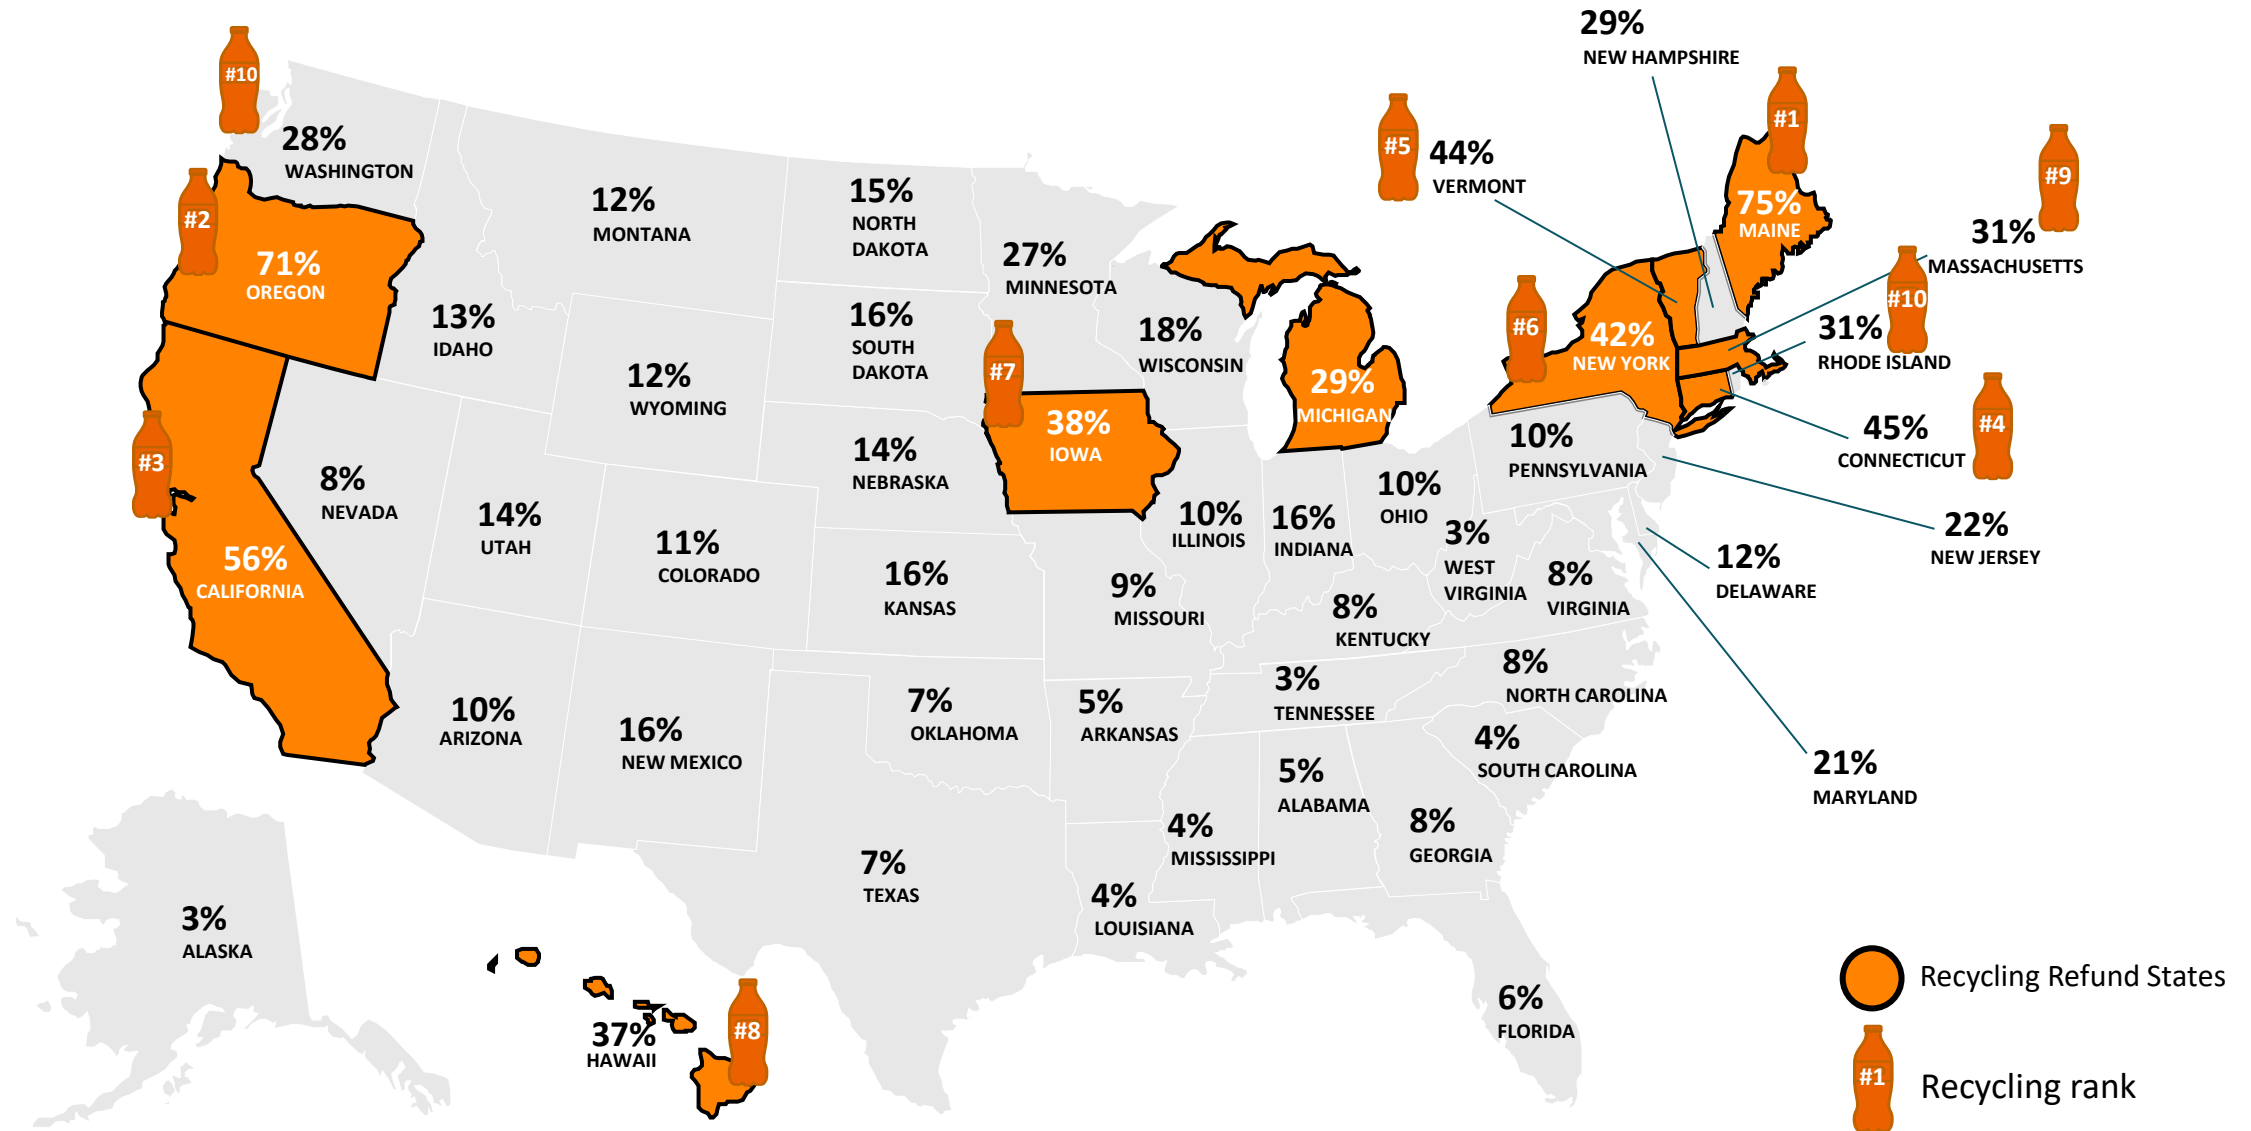 29%
NEW HAMPSHIRE
#10
28%
WASHINGTON
#1
#5
44%
VERMONT
#9
31%
MASSACHUSETTS
75%
MAINE
#2
71%
OREGON
12%
MONTANA
15%
NORTH
DAKOTA
27%
MINNESOTA
#10
31%
RHODE ISLAND
13%
IDAHO
16%
SOUTH
DAKOTA
18%
WISCONSIN
#6
42%
NEW YORK
12%
WYOMING
#7
38%
IOWA
29%
MICHIGAN
45%
CONNECTICUT
#4
#3
8%
NEVADA
14%
UTAH
14%
NEBRASKA
10%
PENNSYLVANIA
10%
OHIO
10%
ILLINOIS
16%
INDIANA
3%
WEST
VIRGINIA
22%
NEW JERSEY
12%
DELAWARE
56%
CALIFORNIA
11%
COLORADO
16%
KANSAS
9%
MISSOURI
8%
KENTUCKY
8%
VIRGINIA
10%
ARIZONA
16%
NEW MEXICO
7%
OKLAHOMA
5%
ARKANSAS
3%
TENNESSEE
8%
NORTH CAROLINA
4%
SOUTH CAROLINA
21%
MARYLAND
5%
ALABAMA
4%
MISSISSIPPI
8%
GEORGIA
7%
TEXAS
4%
LOUISIANA
3%
ALASKA
37%
HAWAII
#8
6%
FLORIDA
Recycling Refund States
#1
Recycling rank